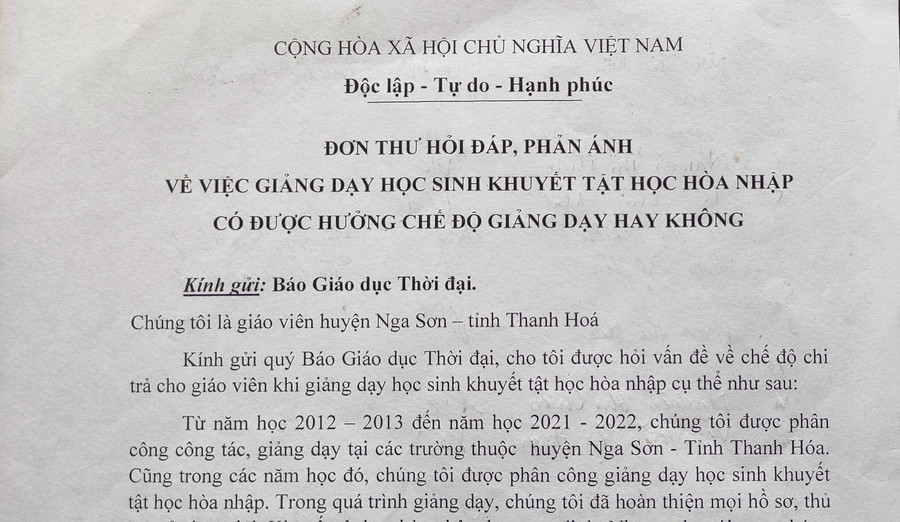 CỘNG HÒA XÃ HỘI CHỦ NGHĨA VIỆT NAM
Độc lập - Tự do - Hạnh phúc
ĐƠN THƯ HỎI ĐÁP, PHẢN ÁNH
VỀ VIỆC GIẢNG DẠY HỌC SINH KHUYẾT TẬT HỌC HÒA NHẬP
CÓ ĐƯỢC HƯỞNG CHẾ ĐỘ GIẢNG DẠY HAY KHÔNG
Kính gửi: Báo Giáo dục Thời đại.
Chúng tôi là giáo viên huyện Nga Sơn – tỉnh Thanh Hoá
Kính gửi quý Báo Giáo dục Thời đại, cho tôi được hỏi vấn đề về chế độ chi
trả cho giáo viên khi giảng dạy học sinh khuyết tật học hòa nhập cụ thể như sau:
Từ năm học 2012 – 2013 đến năm học 2021 - 2022, chúng tôi được phân
công công tác, giảng dạy tại các trường thuộc huyện Nga Sơn - Tỉnh Thanh Hóa.
Cũng trong các năm học đó, chúng tôi được phân công giảng dạy học sinh khuyết
tật học hòa nhập. Trong quá trình giảng dạy, chúng tôi đã hoàn thiện mọi hồ sơ, thủ